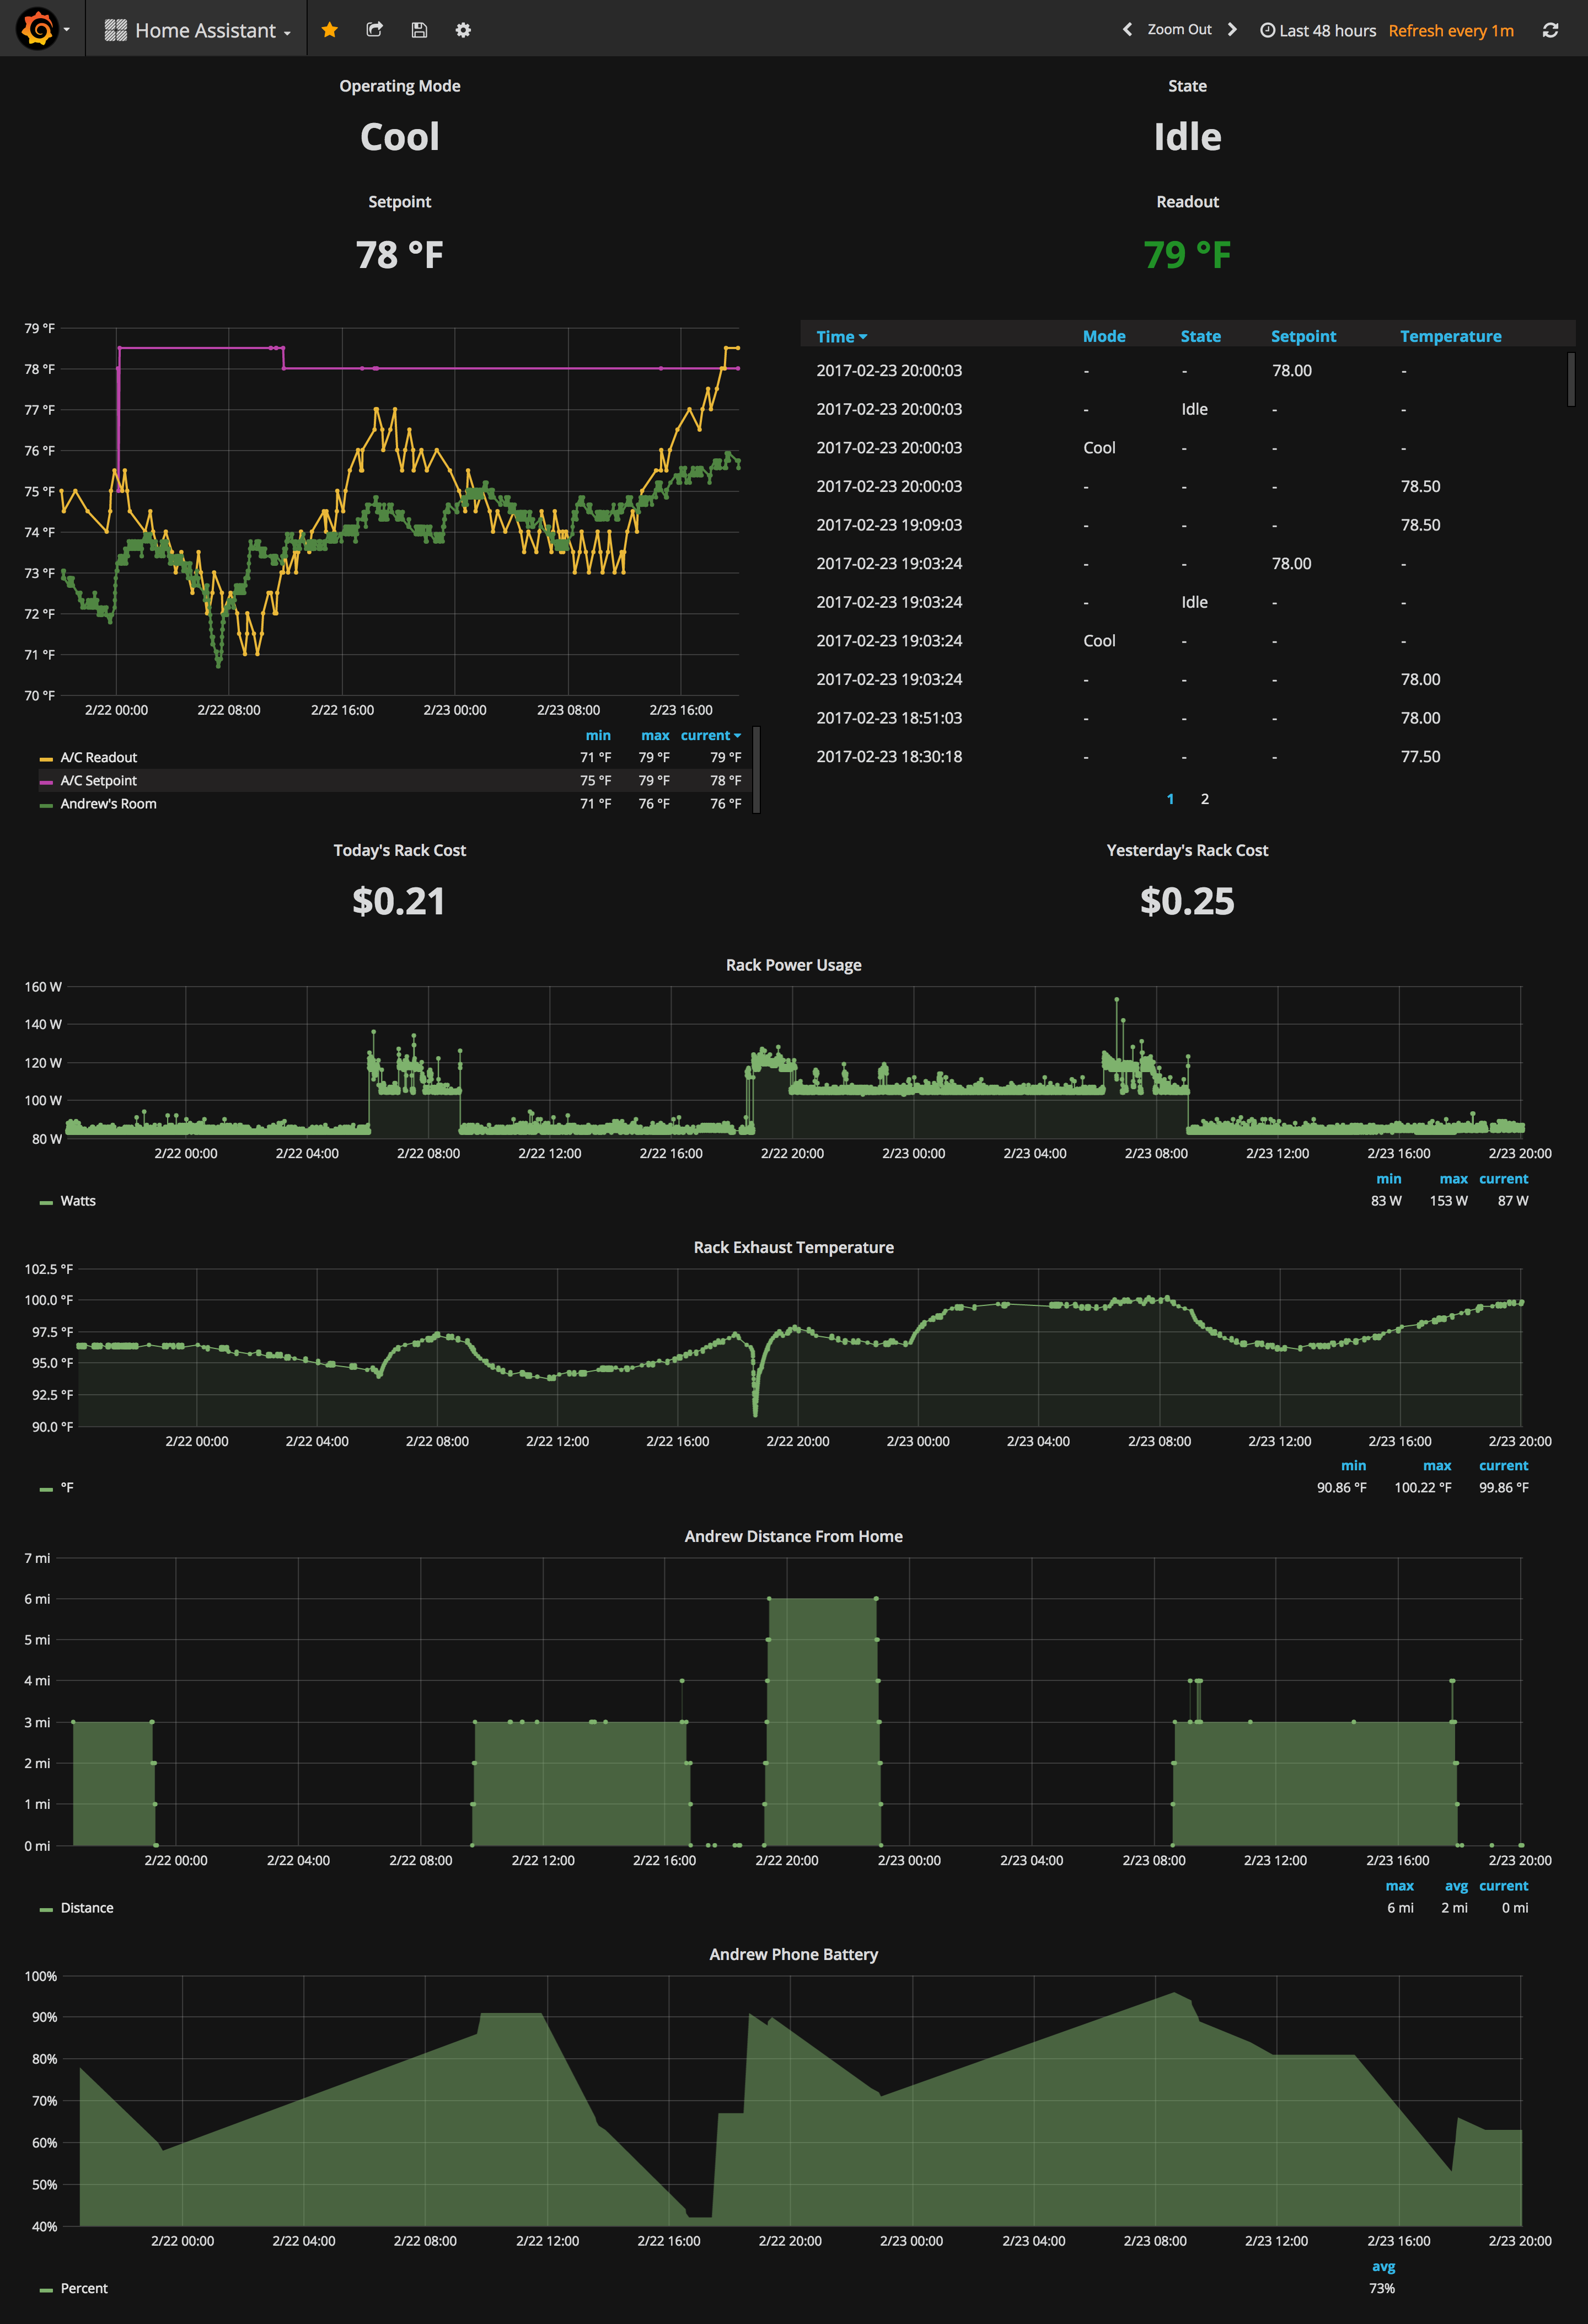 Home Assistant Zoom Out Last 48 hours Refresh every 1m
Operating Mode State
Cool Idle
Setpoint Readout
78 °F 79 °F
79 °F
78 °F
77 °F
76 °F
75 °F
74 °F
73 °F
72 °F
71 °F
70 °F
2/22 00:00 2/22 08:00 2/22 16:00 2/23 00:00 2/23 08:00 2/23 16:00
min max current
A/C Readout 71 °F 79 °F 79 °F
A/C Setpoint 75 °F 79 °F 78 °F
Andrew's Room 71 °F 76 °F 76 °F
Time Mode State Setpoint Temperature
2017-02-23 20:00:03 - - 78.00 -
2017-02-23 20:00:03 - Idle - -
2017-02-23 20:00:03 Cool - - -
2017-02-23 20:00:03 - - - 78.50
2017-02-23 19:09:03 - - - 78.50
2017-02-23 19:03:24 - - 78.00 -
2017-02-23 19:03:24 - Idle - -
2017-02-23 19:03:24 Cool - - -
2017-02-23 19:03:24 - - - 78.00
2017-02-23 18:51:03 - - - 78.00
2017-02-23 18:30:18 - - - 77.50
1 2
Today's Rack Cost Yesterday's Rack Cost
$0.21 $0.25
Rack Power Usage
160 W
140 W
120 W
100 W
80 W
2/22 00:00 2/22 04:00 2/22 08:00 2/22 12:00 2/22 16:00 2/22 20:00 2/23 00:00 2/23 04:00 2/23 08:00 2/23 12:00 2/23 16:00 2/23 20:00
min max current
Watts 83 W 153 W 87 W
Rack Exhaust Temperature
102.5 °F
100.0 °F
97.5 °F
95.0 °F
92.5 °F
90.0 °F
2/22 00:00 2/22 04:00 2/22 08:00 2/22 12:00 2/22 16:00 2/22 20:00 2/23 00:00 2/23 04:00 2/23 08:00 2/23 12:00 2/23 16:00 2/23 20:00
min max current
°F 90.86 °F 100.22 °F 99.86 °F
Andrew Distance From Home
7 mi
6 mi
5 mi
4 mi
3 mi
2 mi
1 mi
0 mi
2/22 00:00 2/22 04:00 2/22 08:00 2/22 12:00 2/22 16:00 2/22 20:00 2/23 00:00 2/23 04:00 2/23 08:00 2/23 12:00 2/23 16:00 2/23 20:00
max avg current
Distance 6 mi 2 mi 0 mi
Andrew Phone Battery
100%
90%
80%
70%
60%
50%
40%
2/22 00:00 2/22 04:00 2/22 08:00 2/22 12:00 2/22 16:00 2/22 20:00 2/23 00:00 2/23 04:00 2/23 08:00 2/23 12:00 2/23 16:00 2/23 20:00
avg
Percent 73%